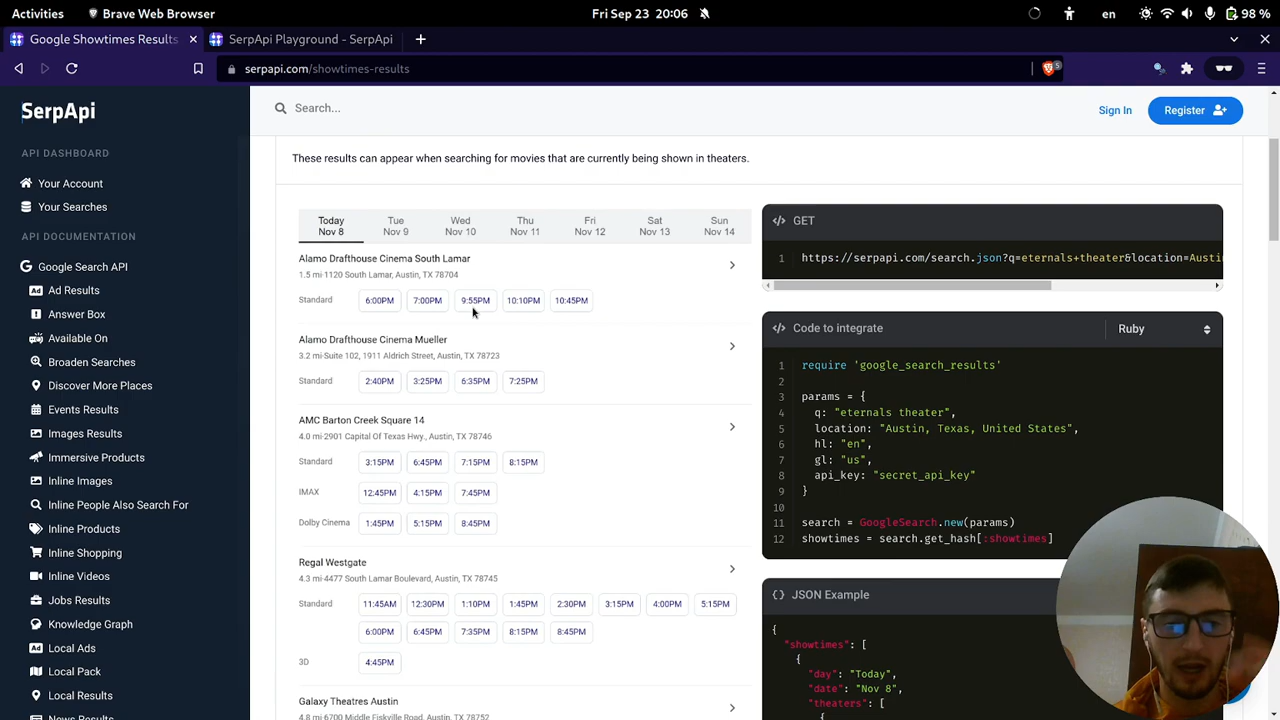 Activities
Brave Web Browser
Fri Sep 23 20:06
en
98 %
Google Showtimes Results
SerpApi Playground - SerpApi
serpapi.com/showtimes-results
5
SerpApi
Search...
Sign In
Register
API DASHBOARD
Your Account
Your Searches
API DOCUMENTATION
Google Search API
Ad Results
Answer Box
Available On
Broaden Searches
Discover More Places
Events Results
Images Results
Immersive Products
Inline Images
Inline People Also Search For
Inline Products
Inline Shopping
Inline Videos
Jobs Results
Knowledge Graph
Local Ads
Local Pack
Local Results
News Results
These results can appear when searching for movies that are currently being shown in theaters.
Today Tue Wed Thu Fri Sat Sun
Nov 8 Nov 9 Nov 10 Nov 11 Nov 12 Nov 13 Nov 14
Alamo Drafthouse Cinema South Lamar
1.5 mi·1120 South Lamar, Austin, TX 78704
Standard 6:00PM 7:00PM 9:55PM 10:10PM 10:45PM
Alamo Drafthouse Cinema Mueller
3.2 mi·Suite 102, 1911 Aldrich Street, Austin, TX 78723
Standard 2:40PM 3:25PM 6:35PM 7:25PM
AMC Barton Creek Square 14
4.0 mi·2901 Capital Of Texas Hwy., Austin, TX 78746
Standard 3:15PM 6:45PM 7:15PM 8:15PM
IMAX 12:45PM 4:15PM 7:45PM
Dolby Cinema 1:45PM 5:15PM 8:45PM
Regal Westgate
4.3 mi·4477 South Lamar Boulevard, Austin, TX 78745
Standard 11:45AM 12:30PM 1:10PM 1:45PM 2:30PM 3:15PM 4:00PM 5:15PM
6:00PM 6:45PM 7:35PM 8:15PM 8:45PM
3D 4:45PM
Galaxy Theatres Austin
4.8 mi·6700 Middle Fiskville Road, Austin, TX 78752
GET
1 https://serpapi.com/search.json?q=eternals+theater&location=Austin
Code to integrate
Ruby
1 require 'google_search_results'
2
3 params = {
4 q: "eternals theater",
5 location: "Austin, Texas, United States",
6 hl: "en",
7 gl: "us",
8 api_key: "secret_api_key"
9 }
10
11 search = GoogleSearch.new(params)
12 showtimes = search.get_hash[:showtimes]
{} JSON Example
{
"showtimes": [
{
"day": "Today",
"date": "Nov 8",
"theaters": [
{